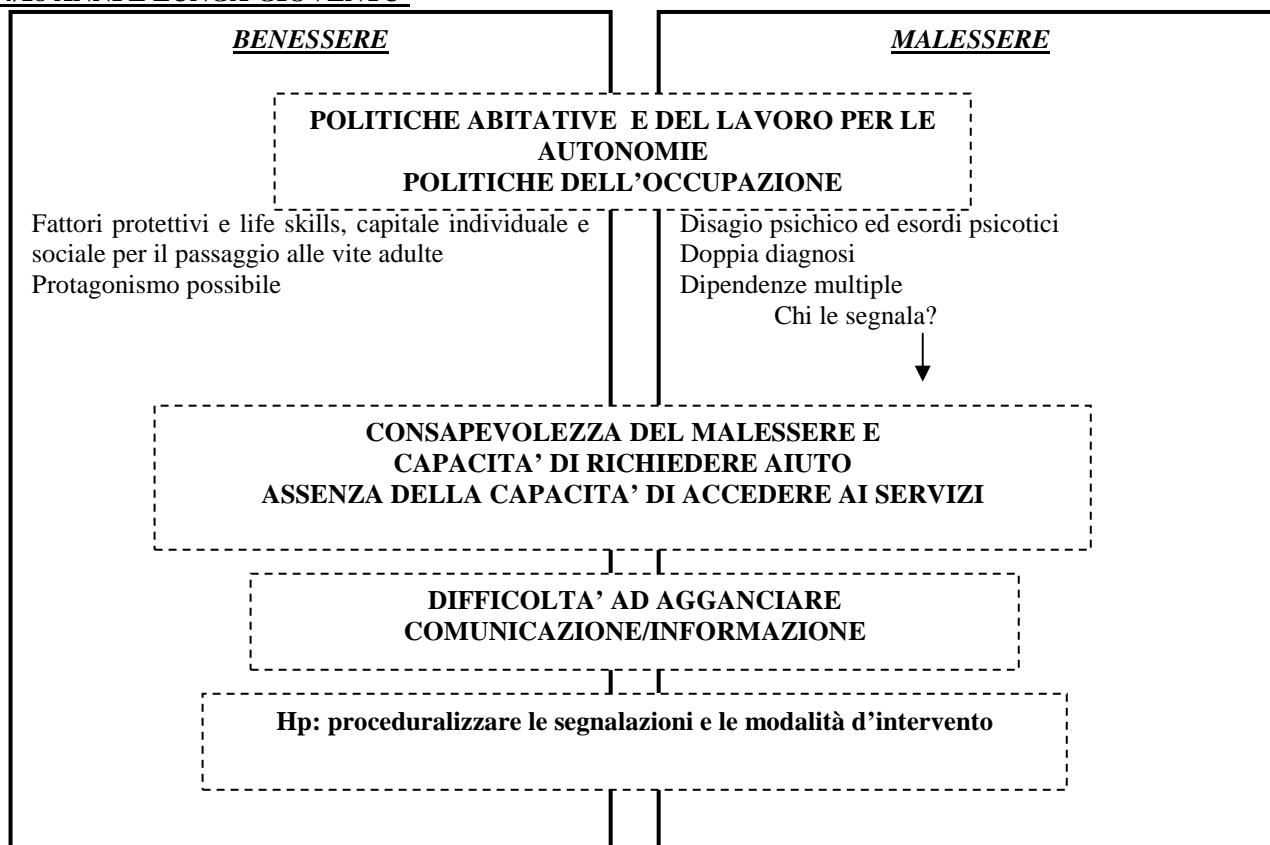 ANNI E LUNGA GIOVENTU'
BENESSERE
MALESSERE
POLITICHE ABITATIVE E DEL LAVORO PER LE
AUTONOMIE
POLITICHE DELL’OCCUPAZIONE
Fattori protettivi e life skills, capitale individuale e
sociale per il passaggio alle vite adulte
Protagonismo possibile
Disagio psichico ed esordi psicotici
Doppia diagnosi
Dipendenze multiple
Chi le segnala?
CONSAPEVOLEZZA DEL MALESSERE E
CAPACITA’ DI RICHIEDERE AIUTO
ASSENZA DELLA CAPACITA’ DI ACCEDERE AI SERVIZI
DIFFICOLTA’ AD AGGANCIARE
COMUNICAZIONE/INFORMAZIONE
Hp: proceduralizzare le segnalazioni e le modalità d’intervento